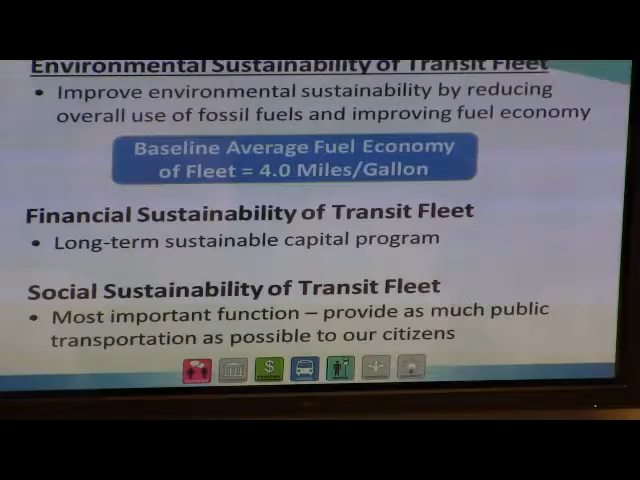 Environmental Sustainability of Transit Fleet
• Improve environmental sustainability by reducing
overall use of fossil fuels and improving fuel economy
Baseline Average Fuel Economy
of Fleet = 4.0 Miles/Gallon
Financial Sustainability of Transit Fleet
• Long-term sustainable capital program
Social Sustainability of Transit Fleet
• Most important function – provide as much public
transportation as possible to our citizens
$